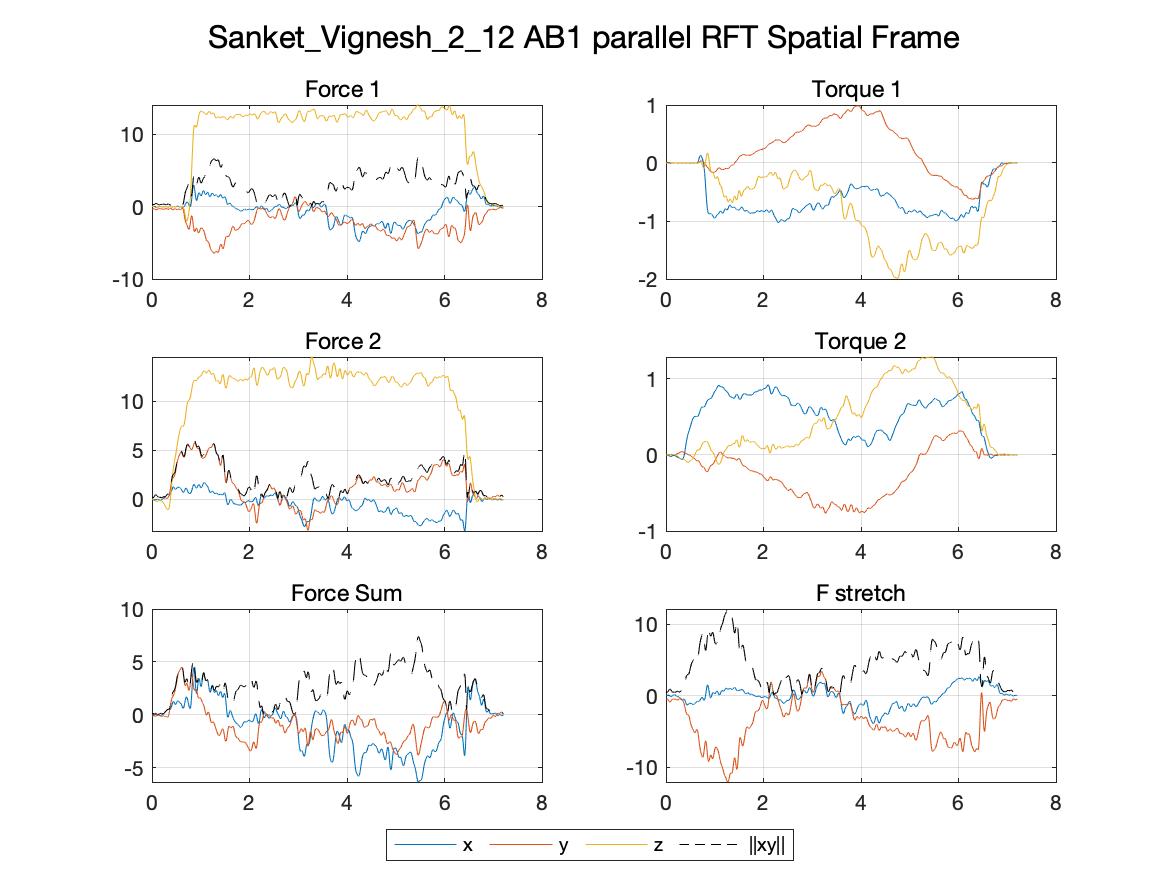 Sanket_Vignesh_2_12 AB1 parallel RFT Spatial Frame
Force 1
10
0
-10
0 2 4 6 8
Torque 1
1
0
-1
-2
0 2 4 6 8
Force 2
10
5
0
0 2 4 6 8
Torque 2
1
0
-1
0 2 4 6 8
Force Sum
10
5
0
-5
0 2 4 6 8
F stretch
10
0
-10
0 2 4 6 8
x y z ||xy||